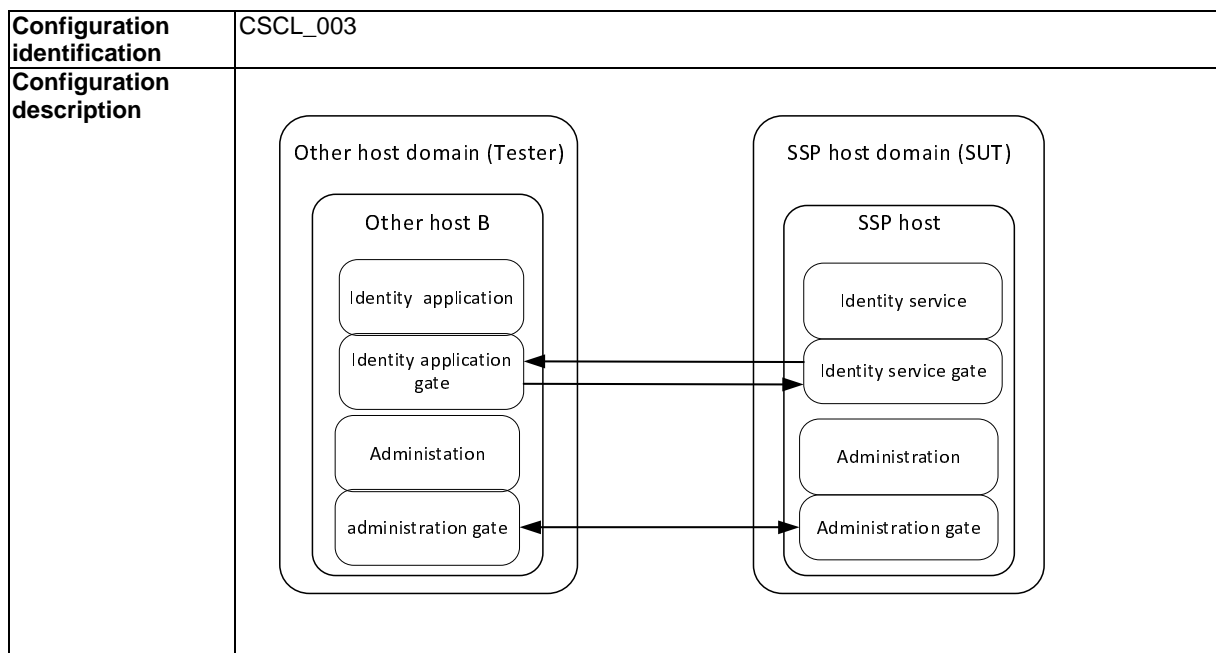 Configuration
identification
CSCL_003
Configuration
description
Other host domain (Tester)
SSP host domain (SUT)
Other host B
SSP host
Identity application
Identity service
Identity application
gate
Identity service gate
Administation
Administration
administration gate
Administration gate